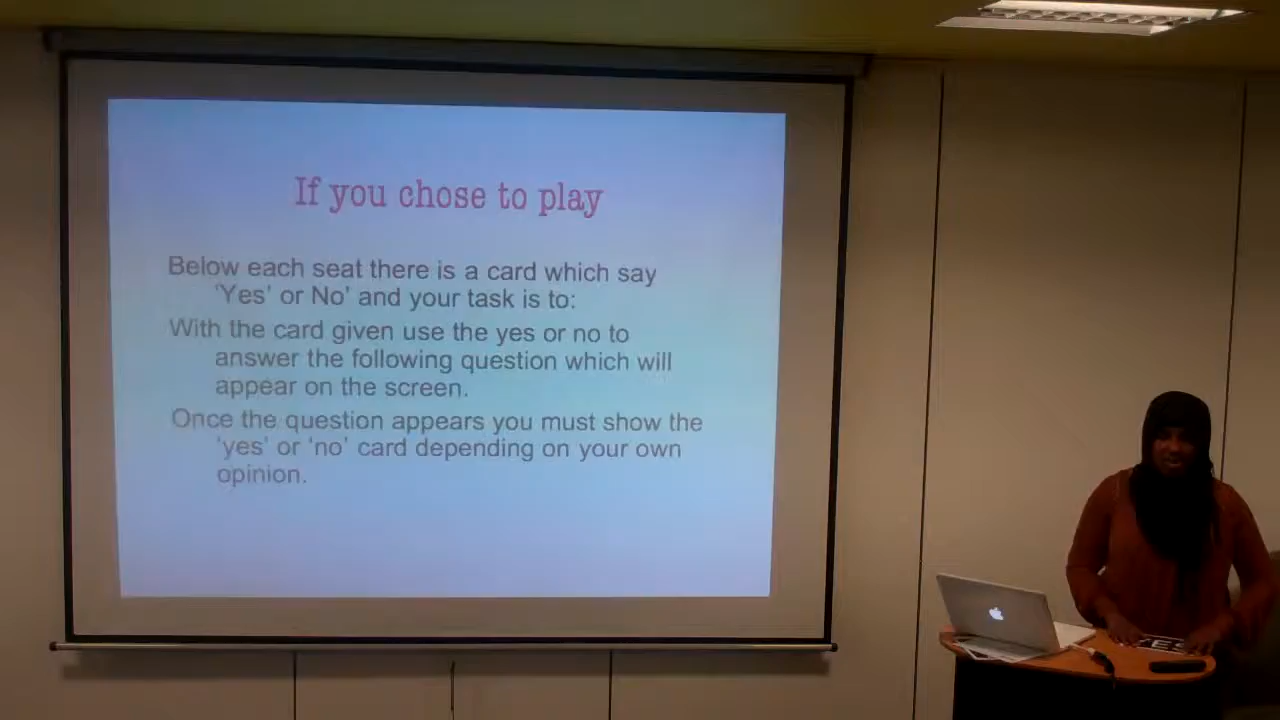 If you chose to play
Below each seat there is a card which say
'Yes' or No' and your task is to:
With the card given use the yes or no to
answer the following question which will
appear on the screen.
Once the question appears you must show the
'yes' or 'no' card depending on your own
opinion.
YES